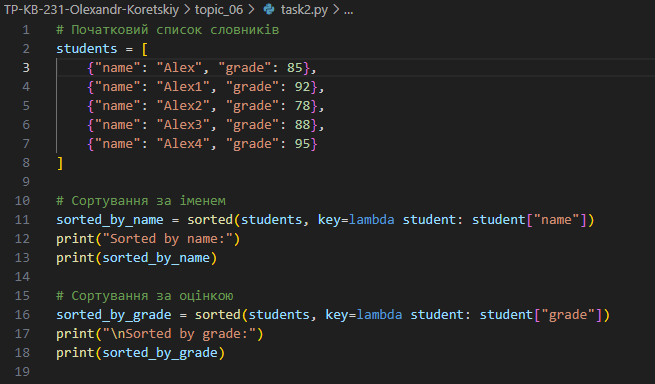 TP-KB-231-Olexandr-Koretskiy > topic_06 > task2.py > ...
1 # Початковий список словників
2 students = [
3     {"name": "Alex", "grade": 85},
4     {"name": "Alex1", "grade": 92},
5     {"name": "Alex2", "grade": 78},
6     {"name": "Alex3", "grade": 88},
7     {"name": "Alex4", "grade": 95}
8 ]
9
10 # Сортування за іменем
11 sorted_by_name = sorted(students, key=lambda student: student["name"])
12 print("Sorted by name:")
13 print(sorted_by_name)
14
15 # Сортування за оцінкою
16 sorted_by_grade = sorted(students, key=lambda student: student["grade"])
17 print("\nSorted by grade:")
18 print(sorted_by_grade)
19